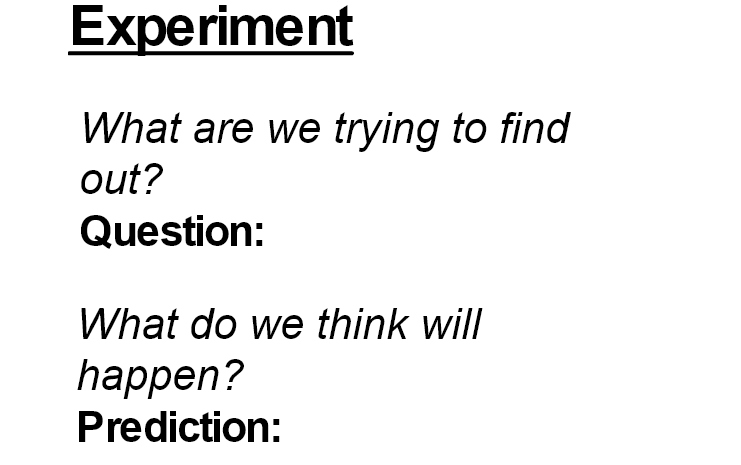 Experiment
What are we trying to find
out?
Question:
What do we think will
happen?
Prediction: